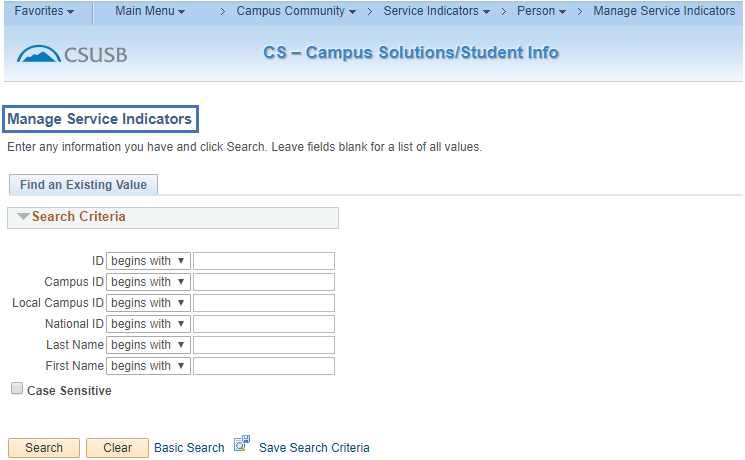 Favorites Main Menu > Campus Community > Service Indicators > Person > Manage Service Indicators
CSUSB CS – Campus Solutions/Student Info
Manage Service Indicators
Enter any information you have and click Search. Leave fields blank for a list of all values.
Find an Existing Value
Search Criteria
ID begins with
Campus ID begins with
Local Campus ID begins with
National ID begins with
Last Name begins with
First Name begins with
Case Sensitive
Search Clear Basic Search Save Search Criteria